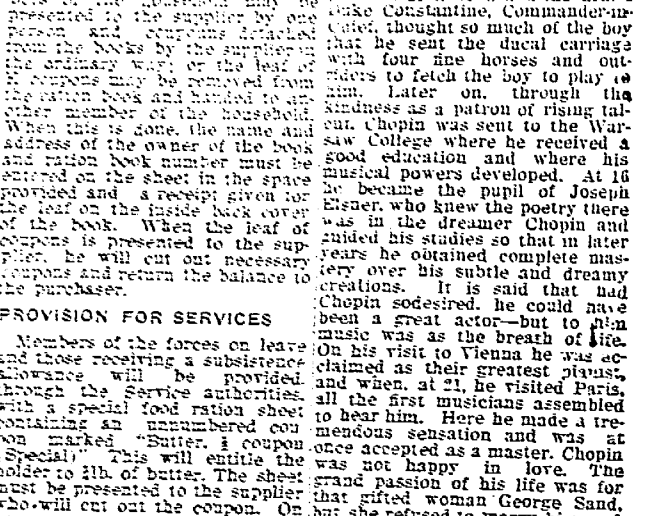 presented to the supplier by one
person and coupons detached
from the books by the supplier in
the ordinary way, or the leaf of
coupons may be removed from
the ration book and handed to an-
other member of the household.
When this is done, the name and
address of the owner of the book
and ration book number must be
entered on the sheet in the space
provided and a receipt given for
the leaf on the inside back cover
of the book. When the leaf of
coupons is presented to the sup-
plier, he will cut out necessary
coupons and return the balance to
the purchaser.
PROVISION FOR SERVICES
Members of the forces on leave
and those receiving a subsistence
allowance will be provided,
through the Service authorities,
with a special food ration sheet
containing an unnumbered cou
pon marked "Butter, ½ coupon
Special)" This will entitle the
holder to lb. of butter. The sheet
must be presented to the supplier
who will cut out the coupon. On
Duke Constantine, Commander-in-
Chief, thought so much of the boy
that he sent the ducal carriage
with four fine horses and out-
riders to fetch the boy to play to
him. Later on, through the
kindness as a patron of rising tal-
ent, Chopin was sent to the War-
saw College where he received a
good education and where his
musical powers developed. At 16
he became the pupil of Joseph
Elsner, who knew the poetry there
was in the dreamer Chopin and
guided his studies so that in later
years he obtained complete mas-
tery over his subtle and dreamy
creations. It is said that had
Chopin sodesired, he could have
been a great actor—but to him
music was as the breath of life.
On his visit to Vienna he was ac-
claimed as their greatest pianist,
and when, at 21, he visited Paris,
all the first musicians assembled
to hear him. Here he made a tre-
mendous sensation and was at
once accepted as a master. Chopin
was not happy in love. The
grand passion of his life was for
that gifted woman George Sand,
but she refused to